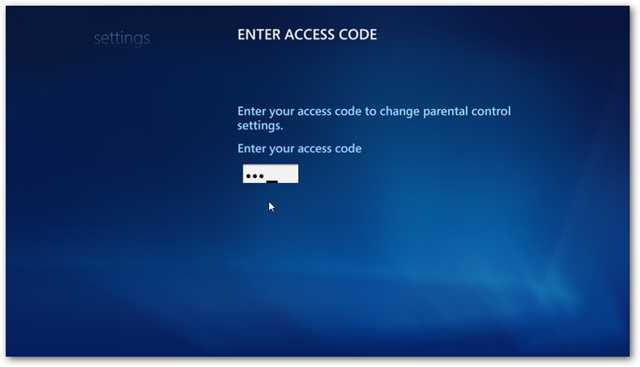 settings
ENTER ACCESS CODE
Enter your access code to change parental control
settings.
Enter your access code
•••_